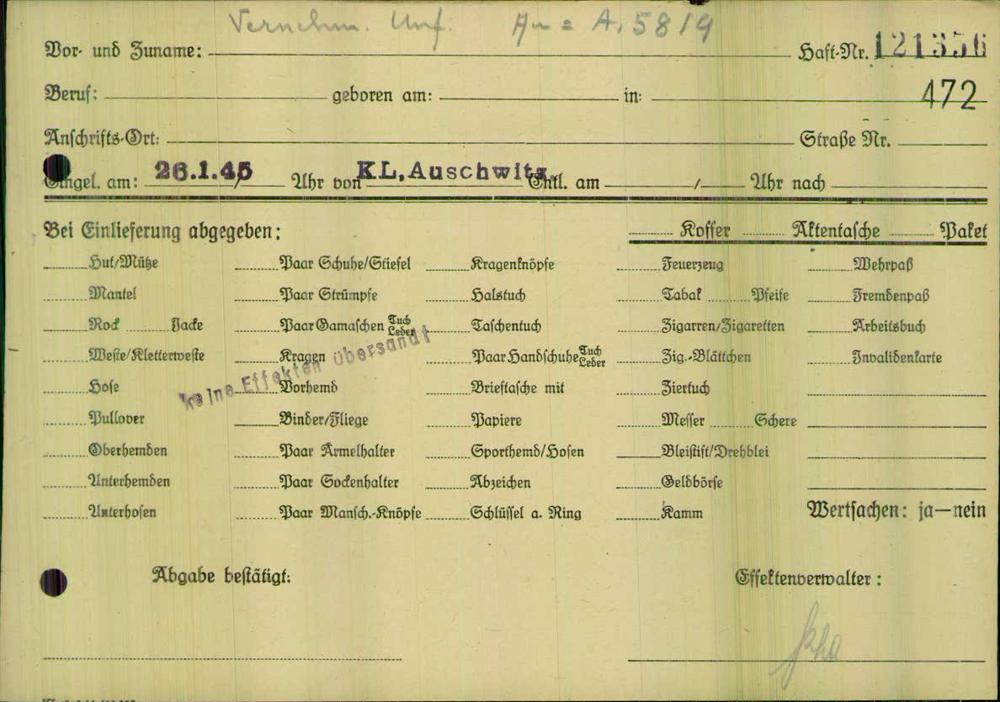 Vernehm. Unf. Au = A. 5819
Vor- und Zuname: Haft-Nr. 121356
Beruf: geboren am: in: 472
Anschrifts-Ort: Straße Nr.
Eingel. am: 26.1.45 / Uhr von KL. Auschwitz Entl. am / Uhr nach
Bei Einlieferung abgegeben: Koffer Aktentasche Paket
Hut/Mütze Paar Schuhe/Stiefel Kragenknöpfe Feuerzeug Wehrpaß
Mantel Paar Strümpfe Halstuch Tabak Pfeife Fremdenpaß
Rock Jacke Paar Gamaschen Tuch Leder Taschentuch Zigarren/Zigaretten Arbeitsbuch
Weste/Kletterweste Kragen Paar Handschuhe Tuch Leder Zig.-Blättchen Invalidenkarte
keine Effekten übersandt
Hose Vorhemd Brieftasche mit Ziertuch
Pullover Binder/Fliege Papiere Messer Schere
Oberhemden Paar Ärmelhalter Sporthemd/Hosen Bleistift/Drehblei
Unterhemden Paar Sockenhalter Abzeichen Geldbörse
Unterhosen Paar Mansch.-Knöpfe Schlüssel a. Ring Kamm Wertsachen: ja—nein
Abgabe bestätigt: Effektenverwalter: